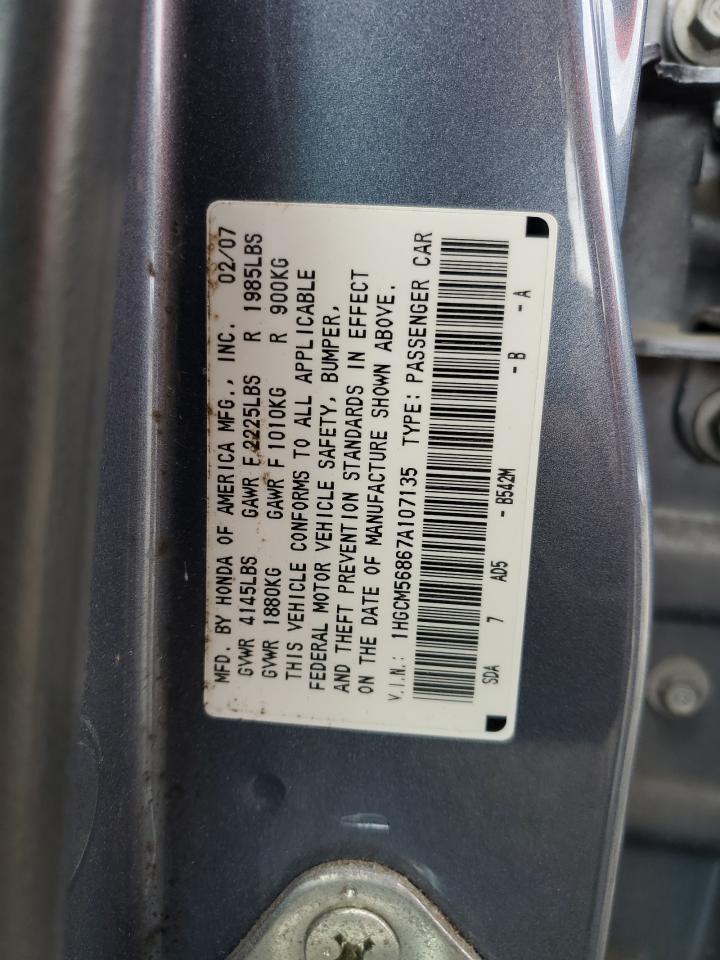 MFD. BY HONDA OF AMERICA MFG., INC. 02/07
GVWR 4145LBS GAWR F 2225LBS R 1985LBS
GVWR 1880KG GAWR F 1010KG R 900KG
THIS VEHICLE CONFORMS TO ALL APPLICABLE
FEDERAL MOTOR VEHICLE SAFETY, BUMPER,
AND THEFT PREVENTION STANDARDS IN EFFECT
ON THE DATE OF MANUFACTURE SHOWN ABOVE.
V.I.N.: 1HGCM56867A107135 TYPE: PASSENGER CAR
SDA 7 AD5 - B542M - B - A